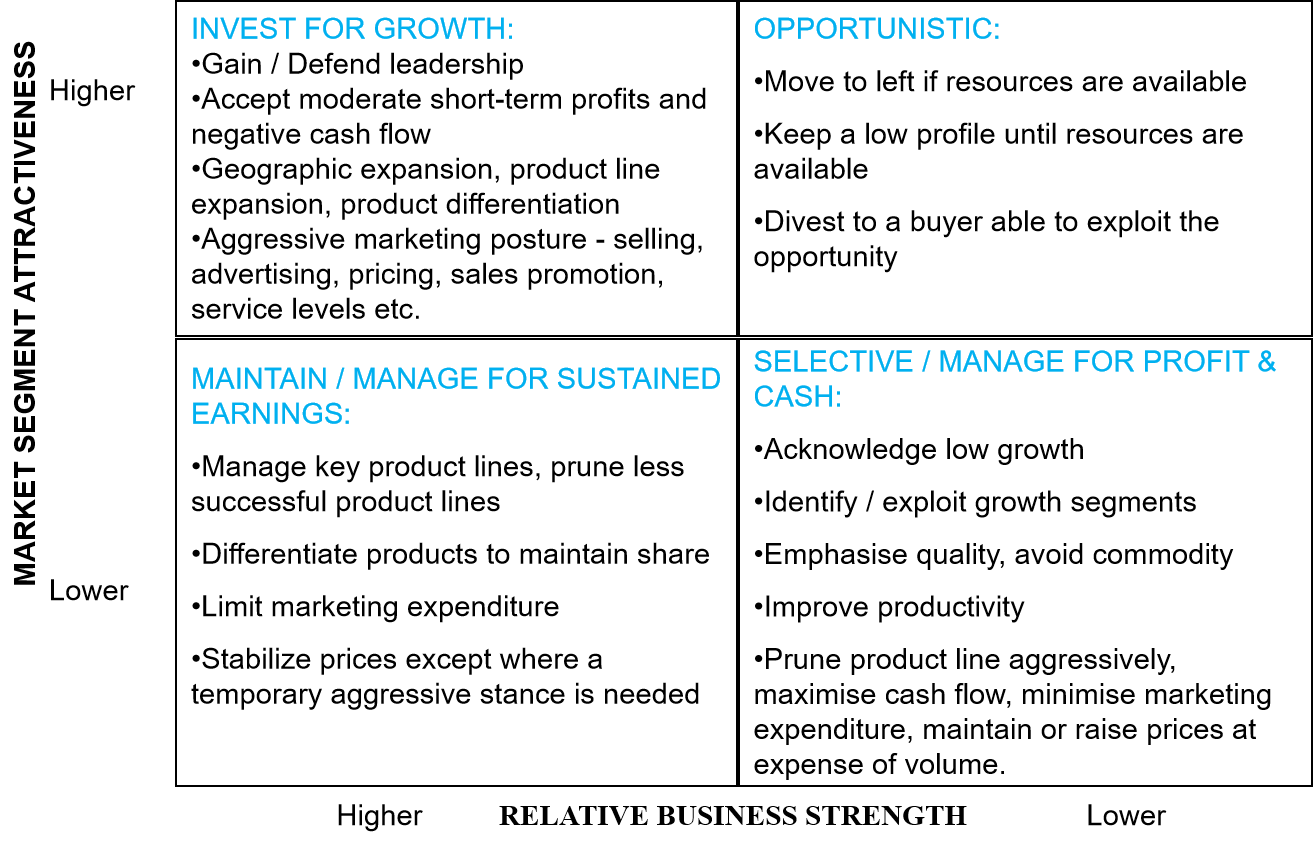 MARKET SEGMENT ATTRACTIVENESS
Higher
INVEST FOR GROWTH:
•Gain / Defend leadership
•Accept moderate short-term profits and
negative cash flow
•Geographic expansion, product line
expansion, product differentiation
•Aggressive marketing posture - selling,
advertising, pricing, sales promotion,
service levels etc.
OPPORTUNISTIC:
•Move to left if resources are available
•Keep a low profile until resources are
available
•Divest to a buyer able to exploit the
opportunity
Lower
MAINTAIN / MANAGE FOR SUSTAINED
EARNINGS:
•Manage key product lines, prune less
successful product lines
•Differentiate products to maintain share
•Limit marketing expenditure
•Stabilize prices except where a
temporary aggressive stance is needed
SELECTIVE / MANAGE FOR PROFIT &
CASH:
•Acknowledge low growth
•Identify / exploit growth segments
•Emphasise quality, avoid commodity
•Improve productivity
•Prune product line aggressively,
maximise cash flow, minimise marketing
expenditure, maintain or raise prices at
expense of volume.
Higher
RELATIVE BUSINESS STRENGTH
Lower